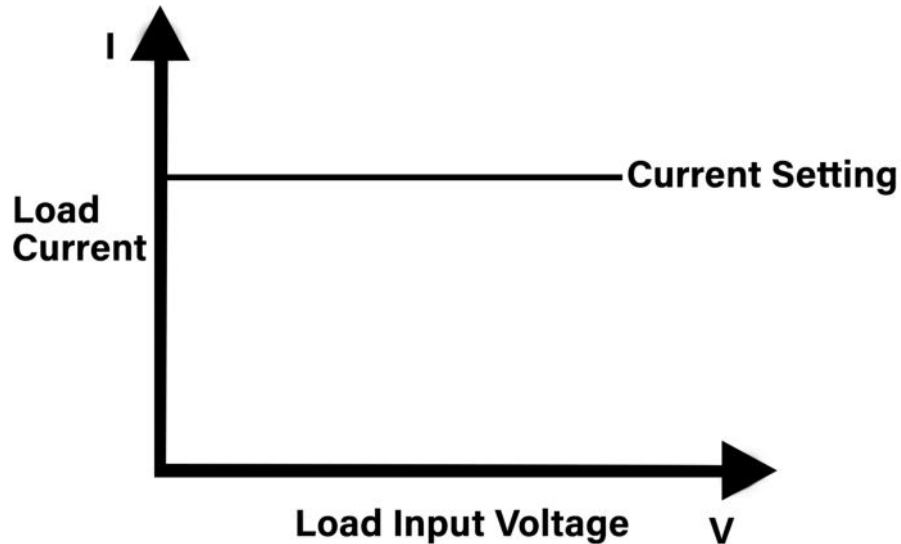 I
Current Setting
Load
Current
Load Input Voltage
V